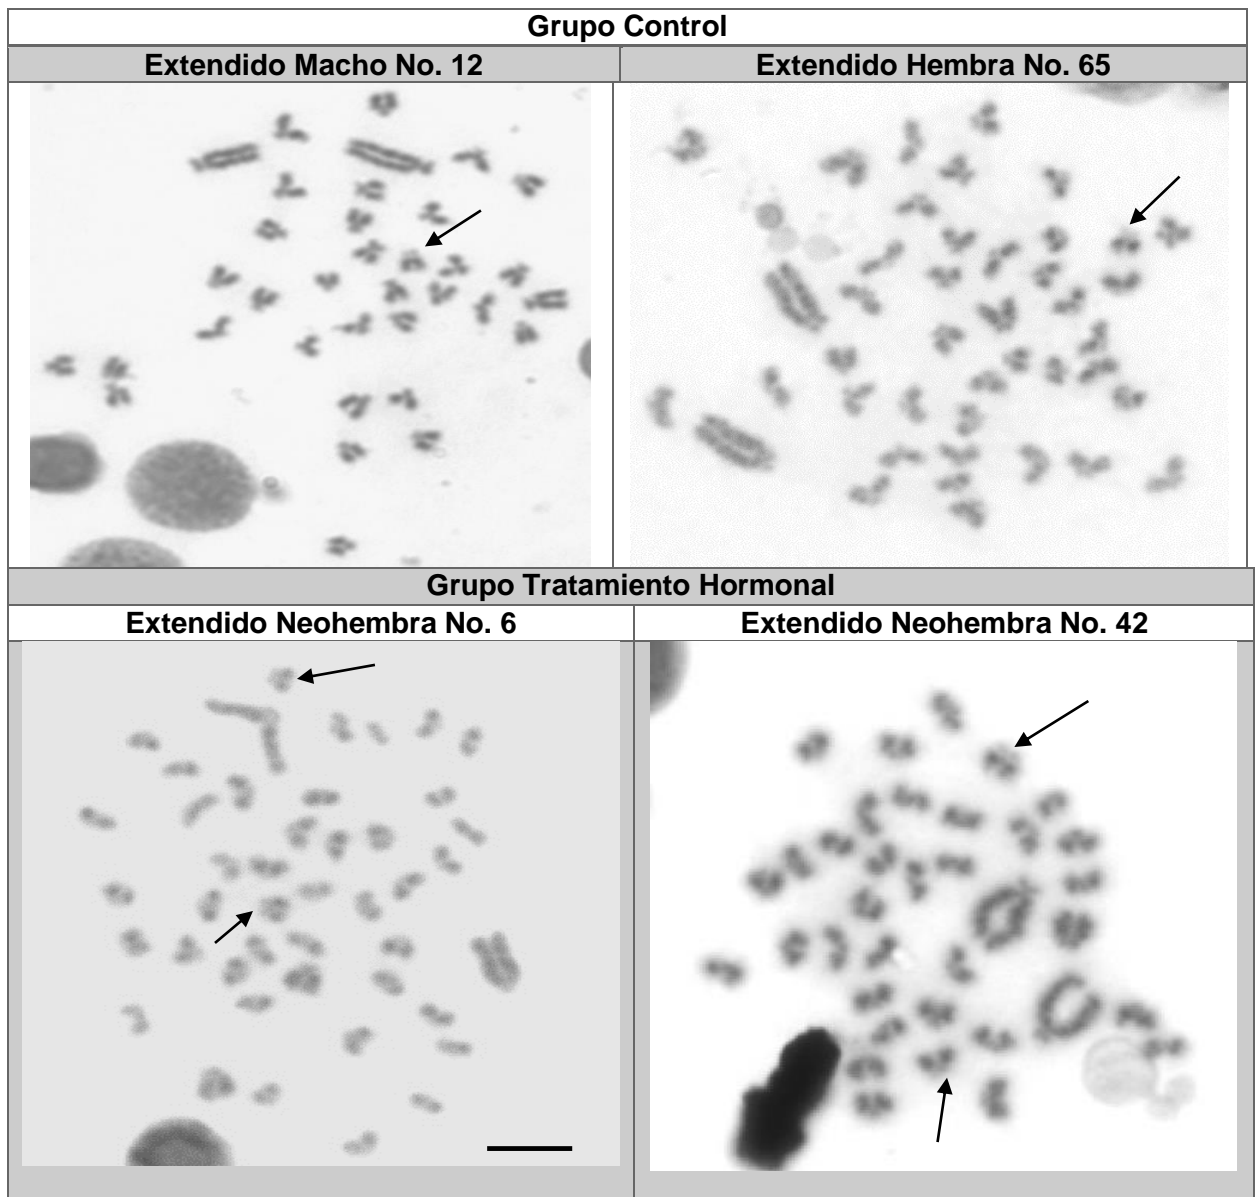 Grupo Control
Extendido Macho No. 12
Extendido Hembra No. 65
Grupo Tratamiento Hormonal
Extendido Neohembra No. 6
Extendido Neohembra No. 42